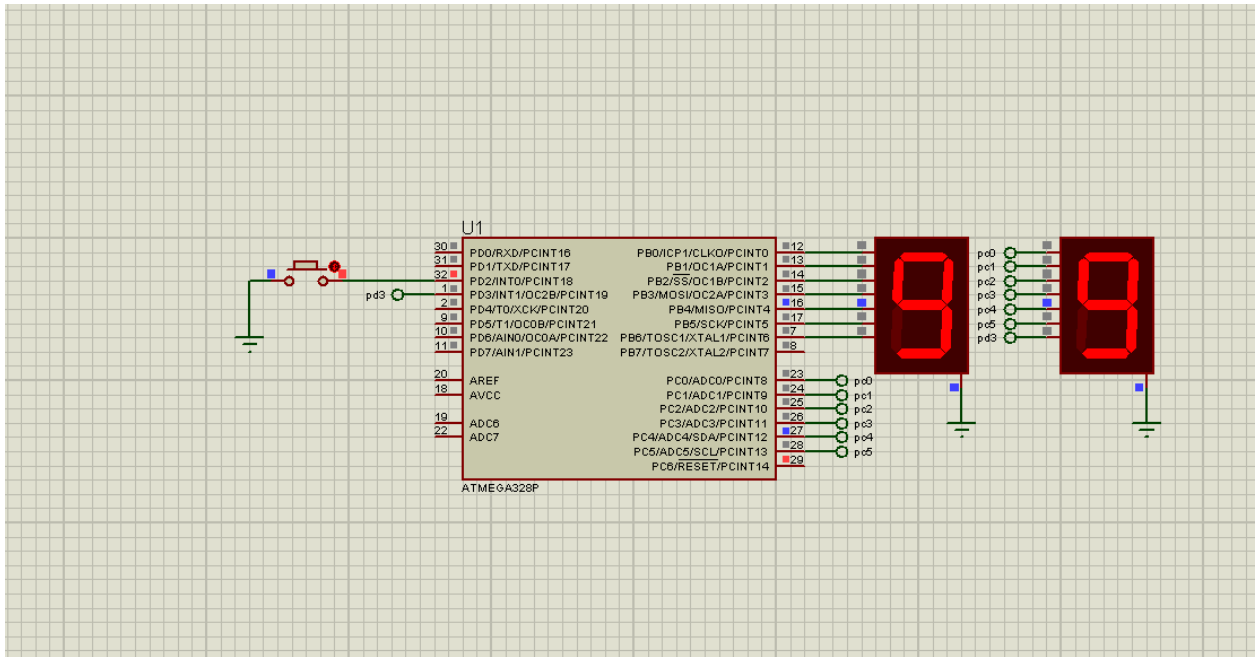 U1
30 PD0/RXD/PCINT16
31 PD1/TXD/PCINT17
32 PD2/INT0/PCINT18
pd3 1 PD3/INT1/OC2B/PCINT19
2 PD4/T0/XCK/PCINT20
9 PD5/T1/OC0B/PCINT21
10 PD6/AIN0/OC0A/PCINT22
11 PD7/AIN1/PCINT23
20 AREF
18 AVCC
19 ADC6
22 ADC7
PB0/ICP1/CLKO/PCINT0 12
PB1/OC1A/PCINT1 13
PB2/SS/OC1B/PCINT2 14
PB3/MOSI/OC2A/PCINT3 15
PB4/MISO/PCINT4 16
PB5/SCK/PCINT5 17
PB6/TOSC1/XTAL1/PCINT6 7
PB7/TOSC2/XTAL2/PCINT7 8
PC0/ADC0/PCINT8 23 pc0
PC1/ADC1/PCINT9 24 pc1
PC2/ADC2/PCINT10 25 pc2
PC3/ADC3/PCINT11 26 pc3
PC4/ADC4/SDA/PCINT12 27 pc4
PC5/ADC5/SCL/PCINT13 28 pc5
PC6/RESET/PCINT14 29
ATMEGA328P
9
pc0
pc1
pc2
pc3
pc4
pc5
pd3
9